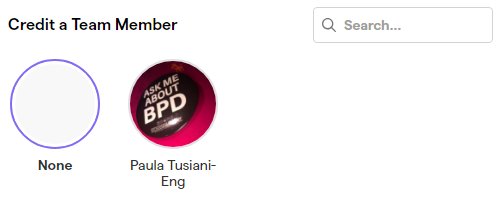 Credit a Team Member
Search...
ASK ME
ABOUT
BPD
None
Paula Tusiani-
Eng